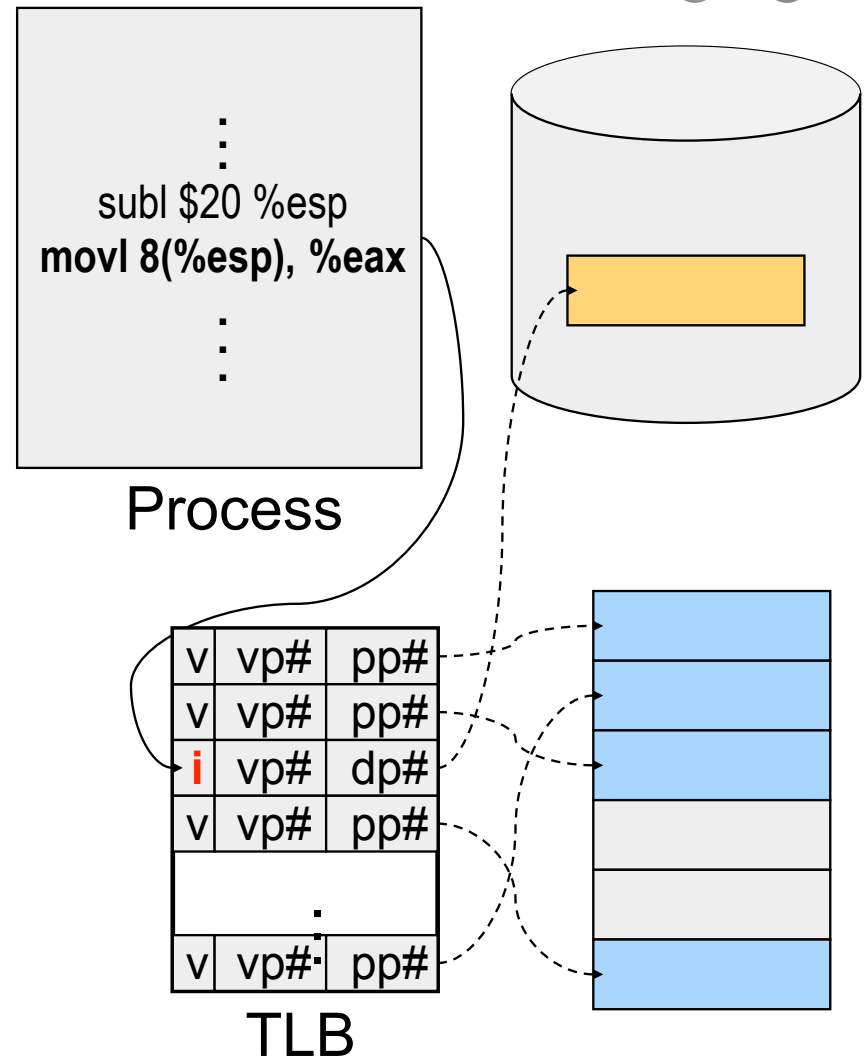 subl $20 %esp
movl 8(%esp), %eax
Process
v vp# pp#
v vp# pp#
i vp# dp#
v vp# pp#
v vp# pp#
TLB